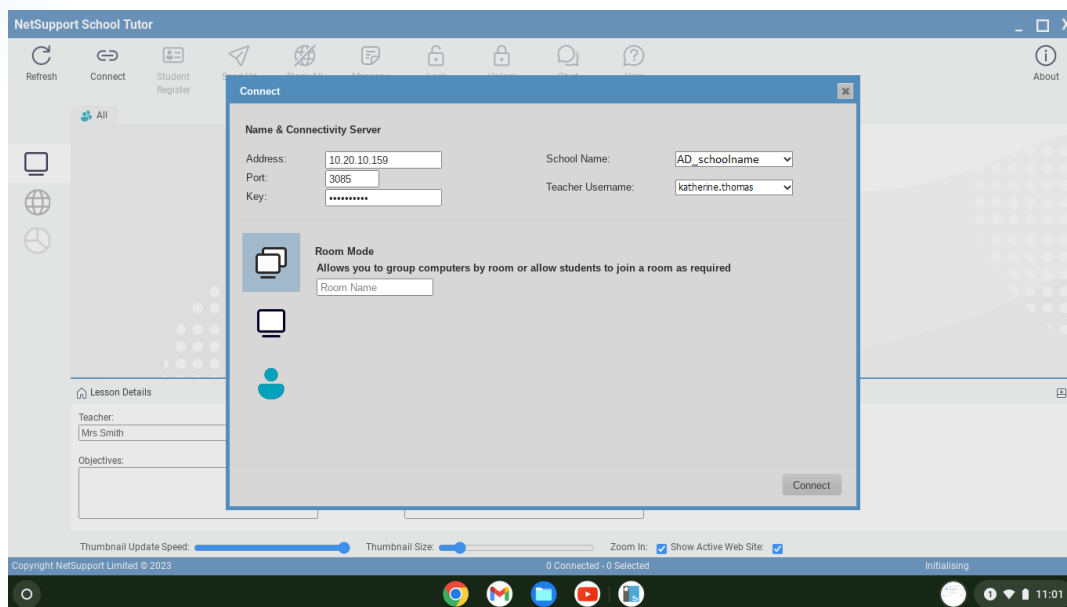 NetSupport School Tutor
Refresh
Connect
Student
Register
About
All
Connect
Name & Connectivity Server
Address:
10.20.10.159
School Name:
AD_schoolname
Port:
3085
Teacher Username:
katherine.thomas
Key:
••••••••••
Room Mode
Allows you to group computers by room or allow students to join a room as required
Room Name
Lesson Details
Teacher:
Mrs Smith
Objectives:
Connect
Thumbnail Update Speed:
Thumbnail Size:
Zoom In:
Show Active Web Site:
Copyright NetSupport Limited © 2023
0 Connected - 0 Selected
Initialising
1
11:01